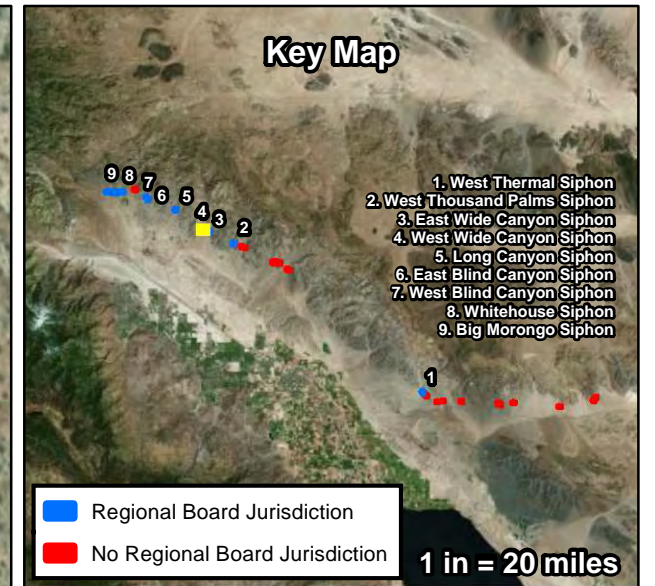 Key Map
9 8 7 6 5 4 3 2
1. West Thermal Siphon
2. West Thousand Palms Siphon
3. East Wide Canyon Siphon
4. West Wide Canyon Siphon
5. Long Canyon Siphon
6. East Blind Canyon Siphon
7. West Blind Canyon Siphon
8. Whitehouse Siphon
9. Big Morongo Siphon
1
Regional Board Jurisdiction
No Regional Board Jurisdiction
1 in = 20 miles